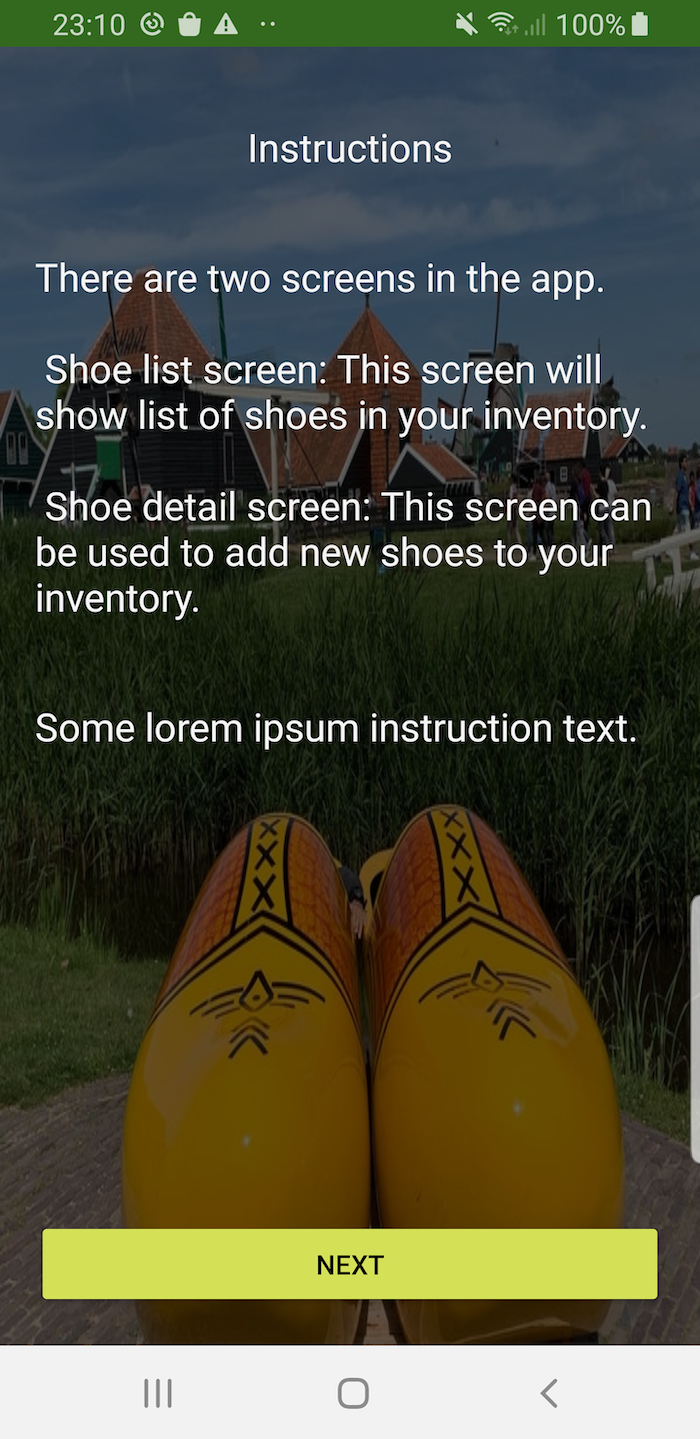 23:10
100%
Instructions
There are two screens in the app.
Shoe list screen: This screen will
show list of shoes in your inventory.
Shoe detail screen: This screen can
be used to add new shoes to your
inventory.
Some lorem ipsum instruction text.
NEXT